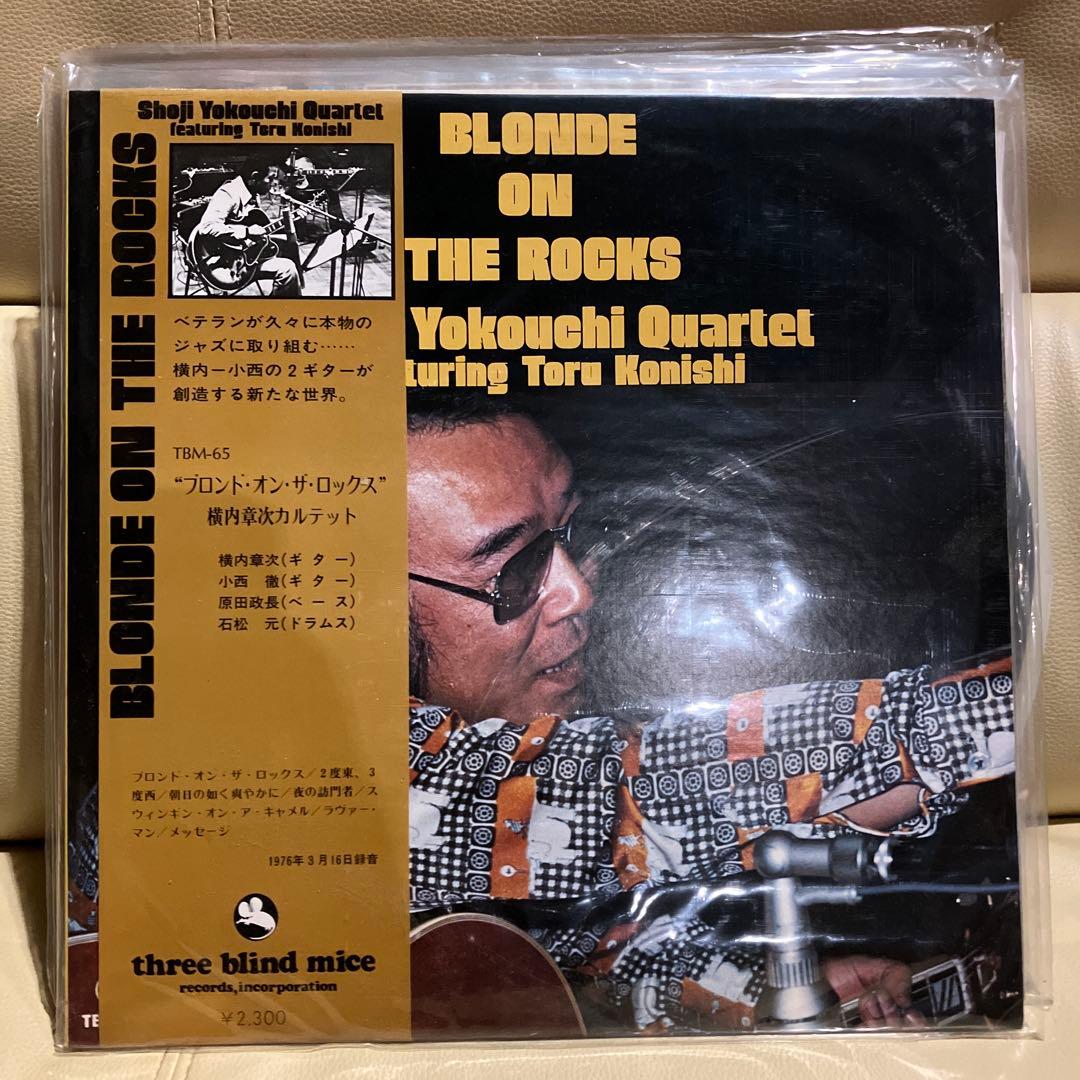 Shoji Yokouchi Quartet
featuring Toru Konishi
BLONDE ON THE ROCKS
ベテランが久々に本物の
ジャズに取り組む……
横内ー小西の2ギターが
創造する新たな世界。
TBM-65
“ブロンド・オン・ザ・ロックス”
横内章次カルテット
横内章次(ギター)
小西 徹(ギター)
原田政長(ベース)
石松 元(ドラムス)
ブロンド・オン・ザ・ロックス/2度東、3
度西/朝日の如く爽やかに/夜の訪問者/ス
ウィンギン・オン・ア・キャメル/ラヴァー・
マン/メッセージ
1976年3月16日録音
three blind mice
records, incorporation
¥2,300
BLONDE
ON
THE ROCKS
Yokouchi Quartet
turing Toru Konishi
TE